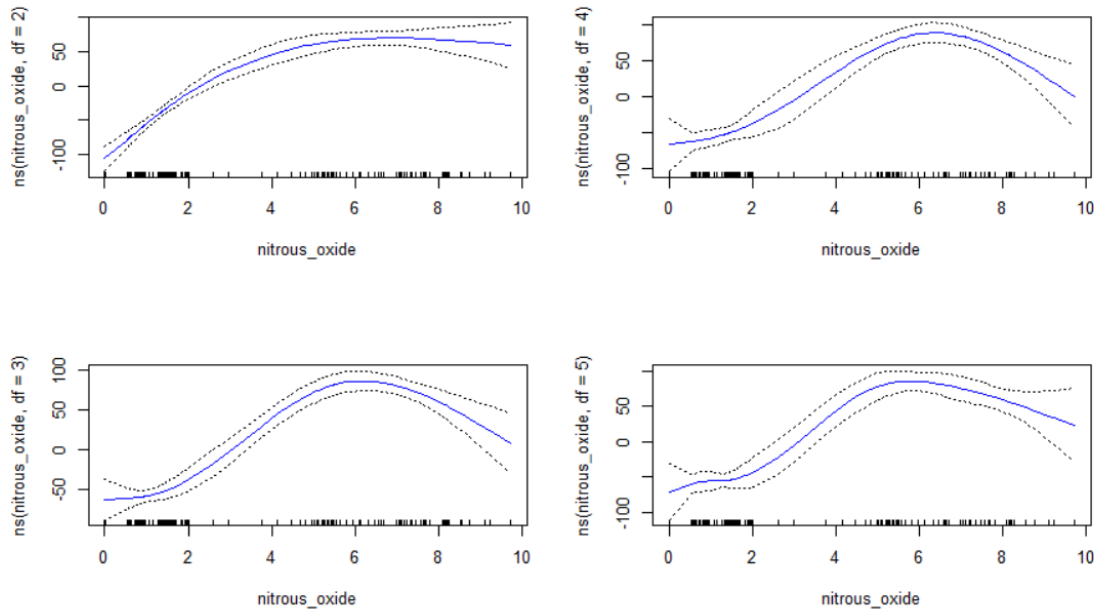 ns(nitrous_oxide, df = 2)
50
0
-100
0 2 4 6 8 10
nitrous_oxide
ns(nitrous_oxide, df = 4)
50
0
-100
0 2 4 6 8 10
nitrous_oxide
ns(nitrous_oxide, df = 3)
100
50
0
-50
0 2 4 6 8 10
nitrous_oxide
ns(nitrous_oxide, df = 5)
50
0
-100
0 2 4 6 8 10
nitrous_oxide